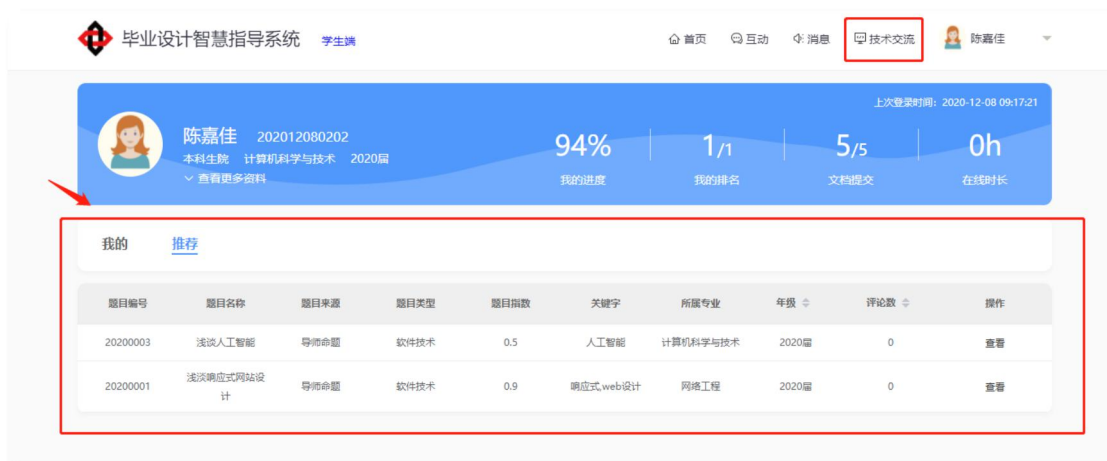 毕业设计智慧指导系统 学生端 首页 互动 消息 技术交流 陈嘉佳
上次登录时间：2020-12-08 09:17:21
陈嘉佳 202012080202
本科生院 计算机科学与技术 2020届
查看更多资料
94% 1/1 5/5 0h
我的进度 我的排名 文档提交 在线时长
我的 推荐
题目编号 题目名称 题目来源 题目类型 题目指数 关键字 所属专业 年级 评论数 操作
20200003 浅谈人工智能 导师命题 软件技术 0.5 人工智能 计算机科学与技术 2020届 0 查看
20200001 浅淡响应式网站设 导师命题 软件技术 0.9 响应式,web设计 网络工程 2020届 0 查看
计